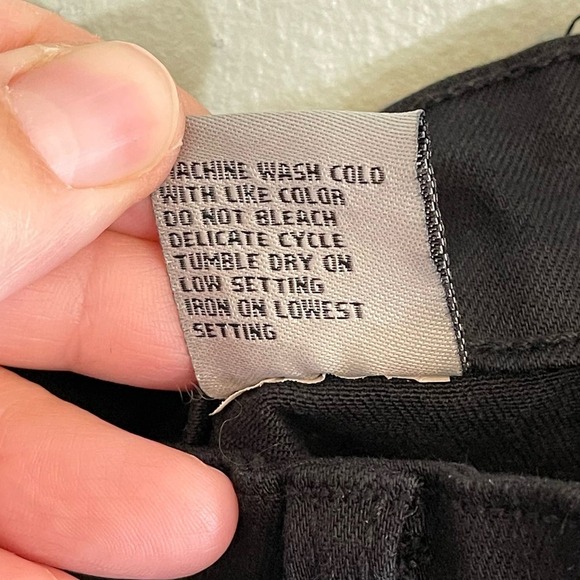 MACHINE WASH COLD
WITH LIKE COLOR
DO NOT BLEACH
DELICATE CYCLE
TUMBLE DRY ON
LOW SETTING
IRON ON LOWEST
SETTING